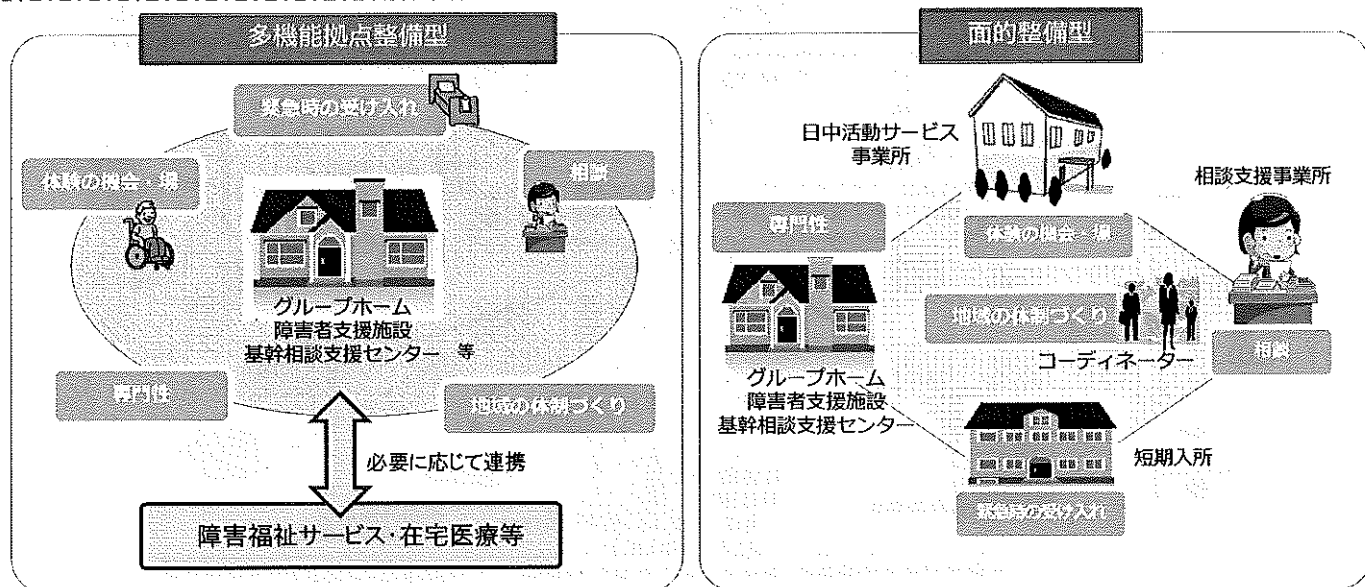 多機能拠点整備型
緊急時の受け入れ
体験の機会・場
相談
グループホーム
障害者支援施設
基幹相談支援センター 等
専門性
地域の体制づくり
必要に応じて連携
障害福祉サービス・在宅医療等
面的整備型
日中活動サービス
事業所
相談支援事業所
専門性
体験の機会・場
地域の体制づくり
コーディネーター
相談
グループホーム
障害者支援施設
基幹相談支援センター
短期入所
緊急時の受け入れ